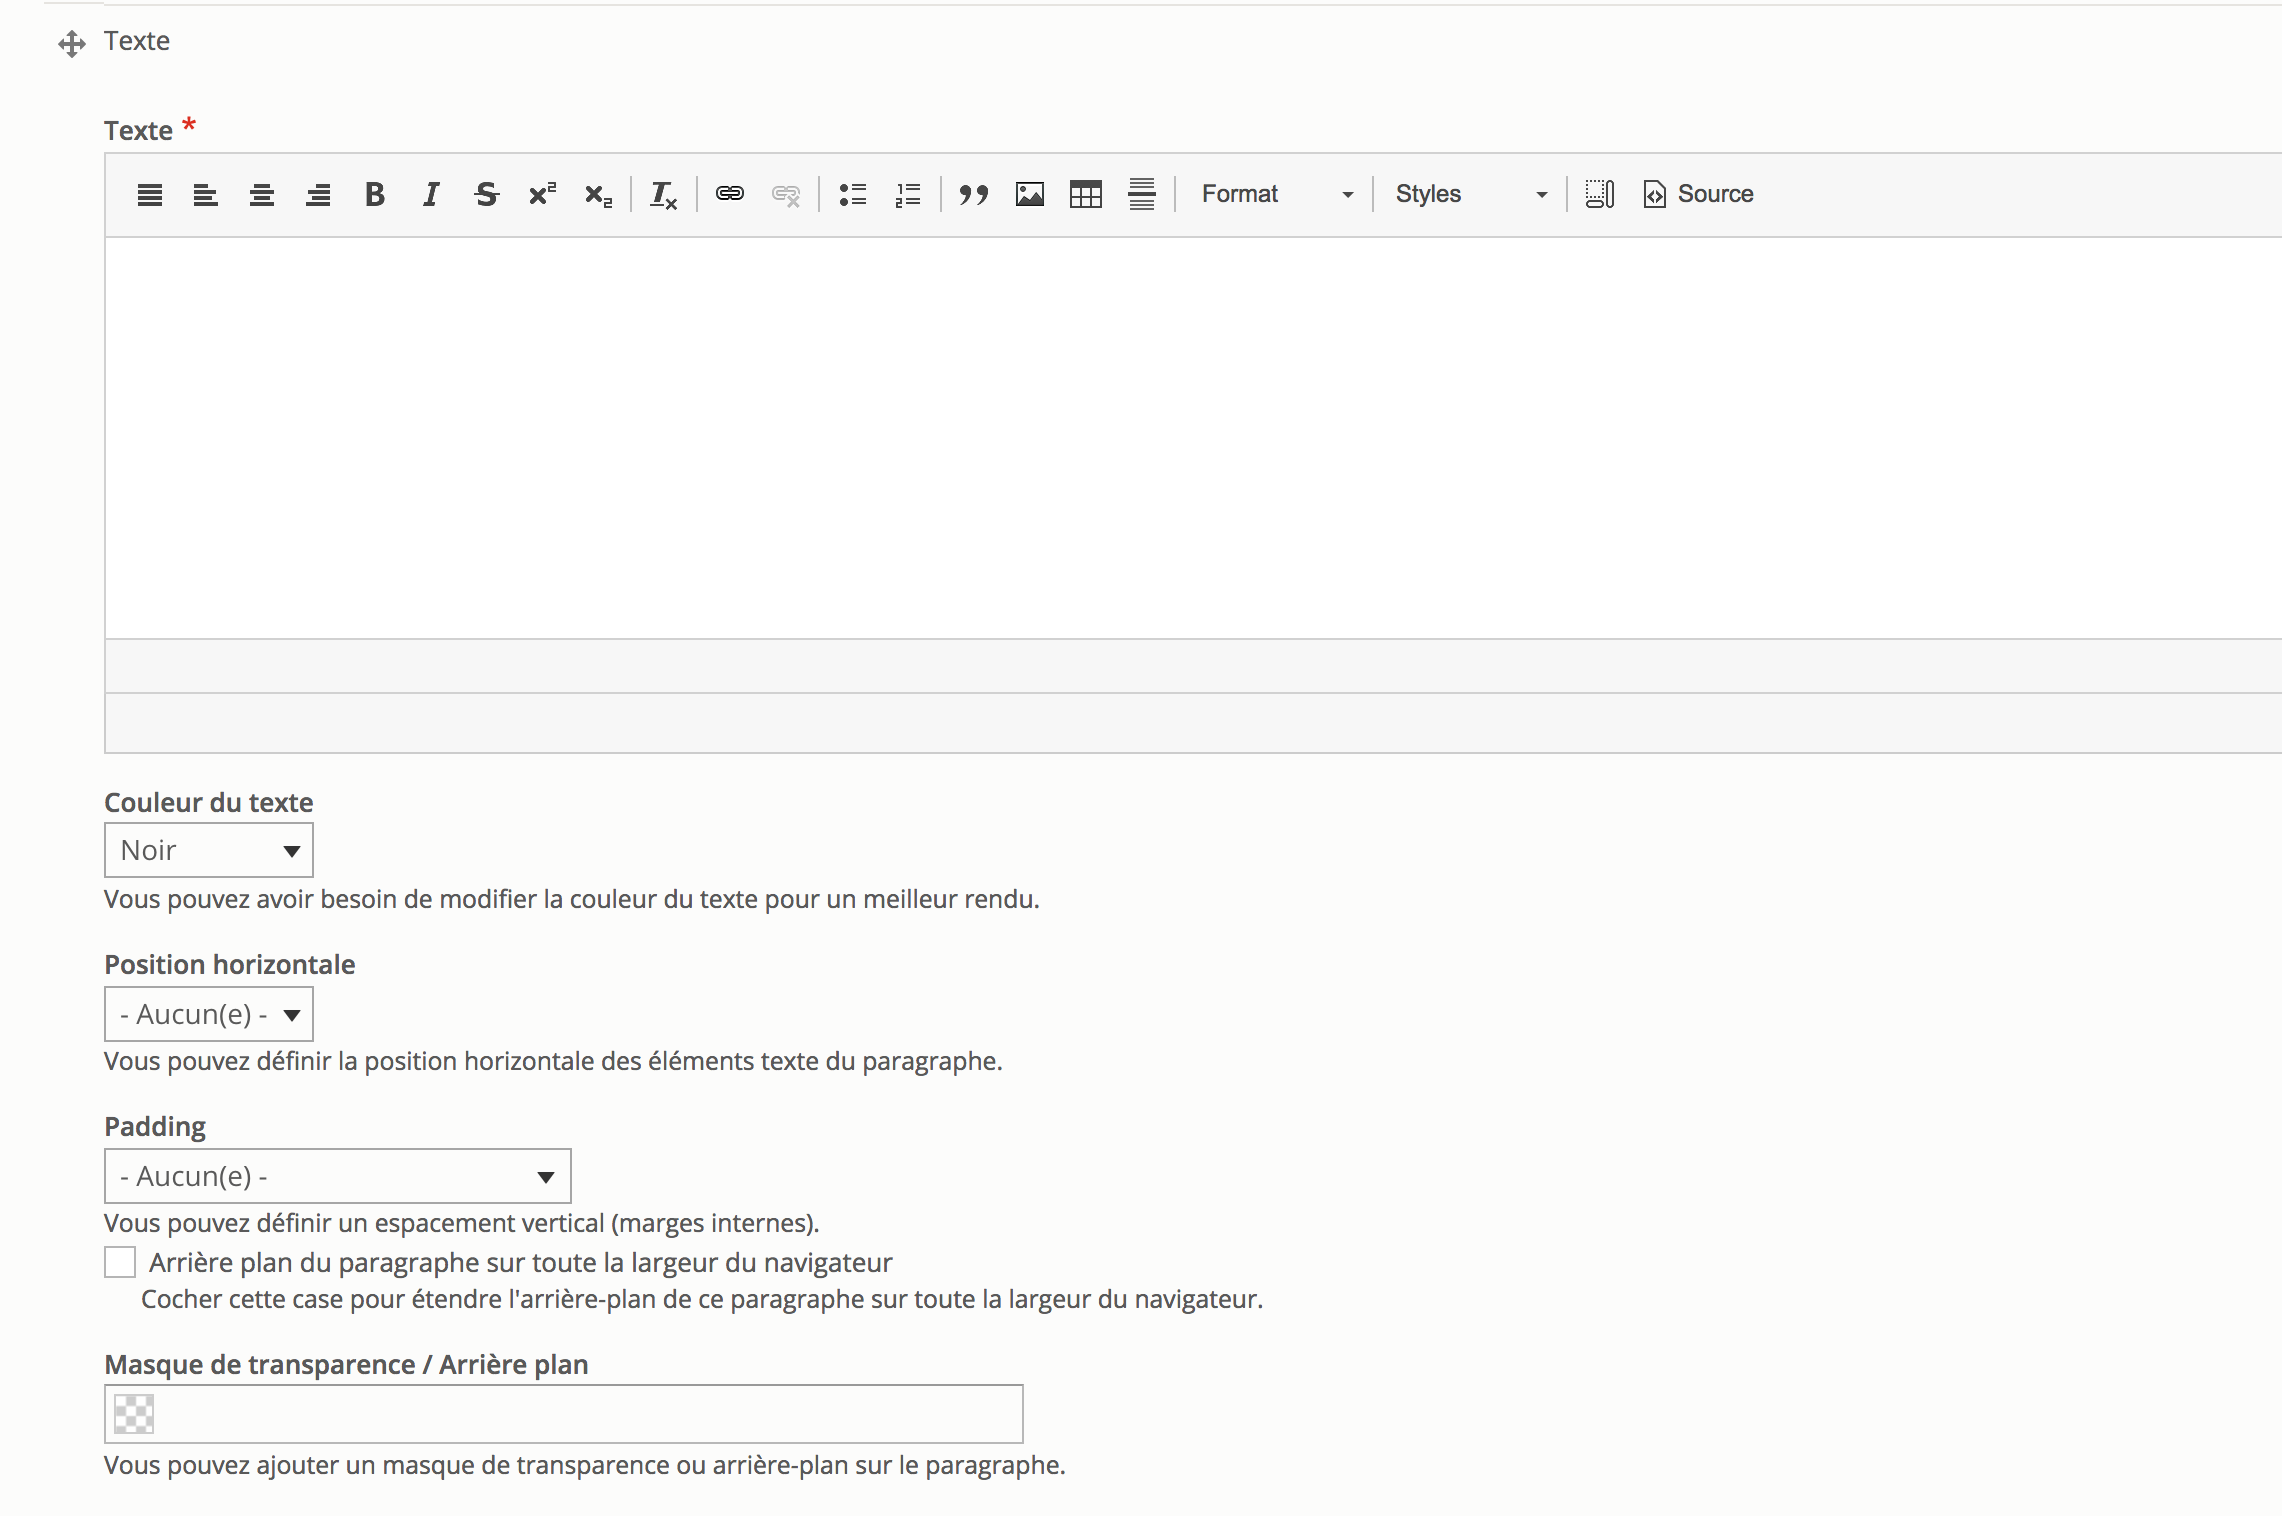 Texte
Texte *
Format Styles Source
Couleur du texte
Noir
Vous pouvez avoir besoin de modifier la couleur du texte pour un meilleur rendu.
Position horizontale
- Aucun(e) -
Vous pouvez définir la position horizontale des éléments texte du paragraphe.
Padding
- Aucun(e) -
Vous pouvez définir un espacement vertical (marges internes).
Arrière plan du paragraphe sur toute la largeur du navigateur
Cocher cette case pour étendre l'arrière-plan de ce paragraphe sur toute la largeur du navigateur.
Masque de transparence / Arrière plan
Vous pouvez ajouter un masque de transparence ou arrière-plan sur le paragraphe.